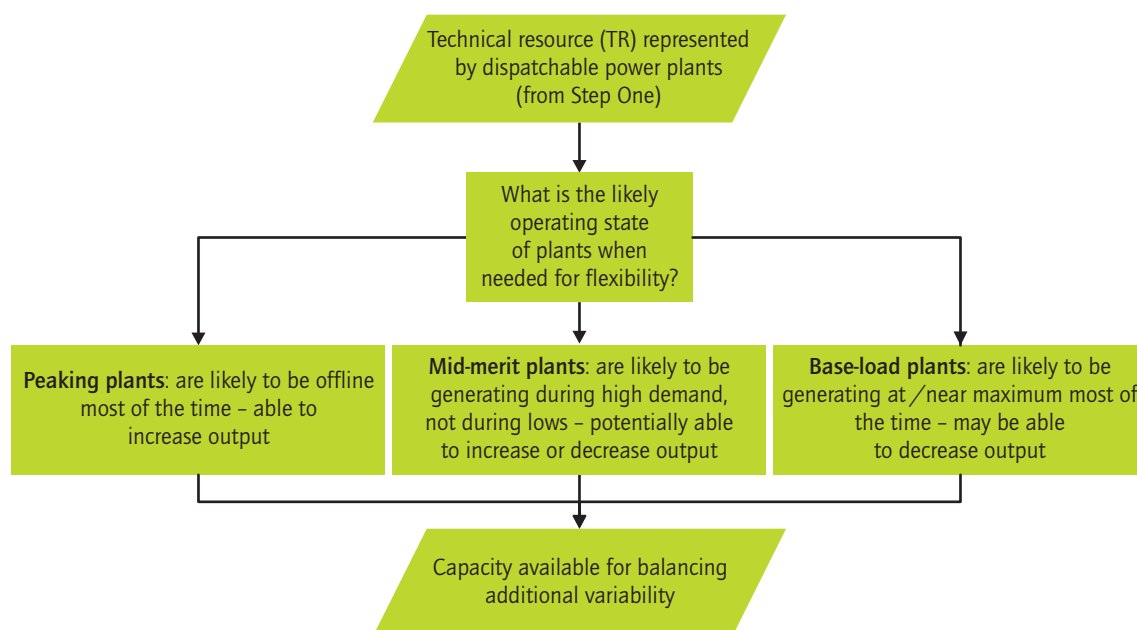 Technical resource (TR) represented
by dispatchable power plants
(from Step One)
What is the likely
operating state
of plants when
needed for flexibility?
Peaking plants: are likely to be offline
most of the time – able to
increase output
Mid-merit plants: are likely to be
generating during high demand,
not during lows – potentially able
to increase or decrease output
Base-load plants: are likely to be
generating at /near maximum most of
the time – may be able
to decrease output
Capacity available for balancing
additional variability